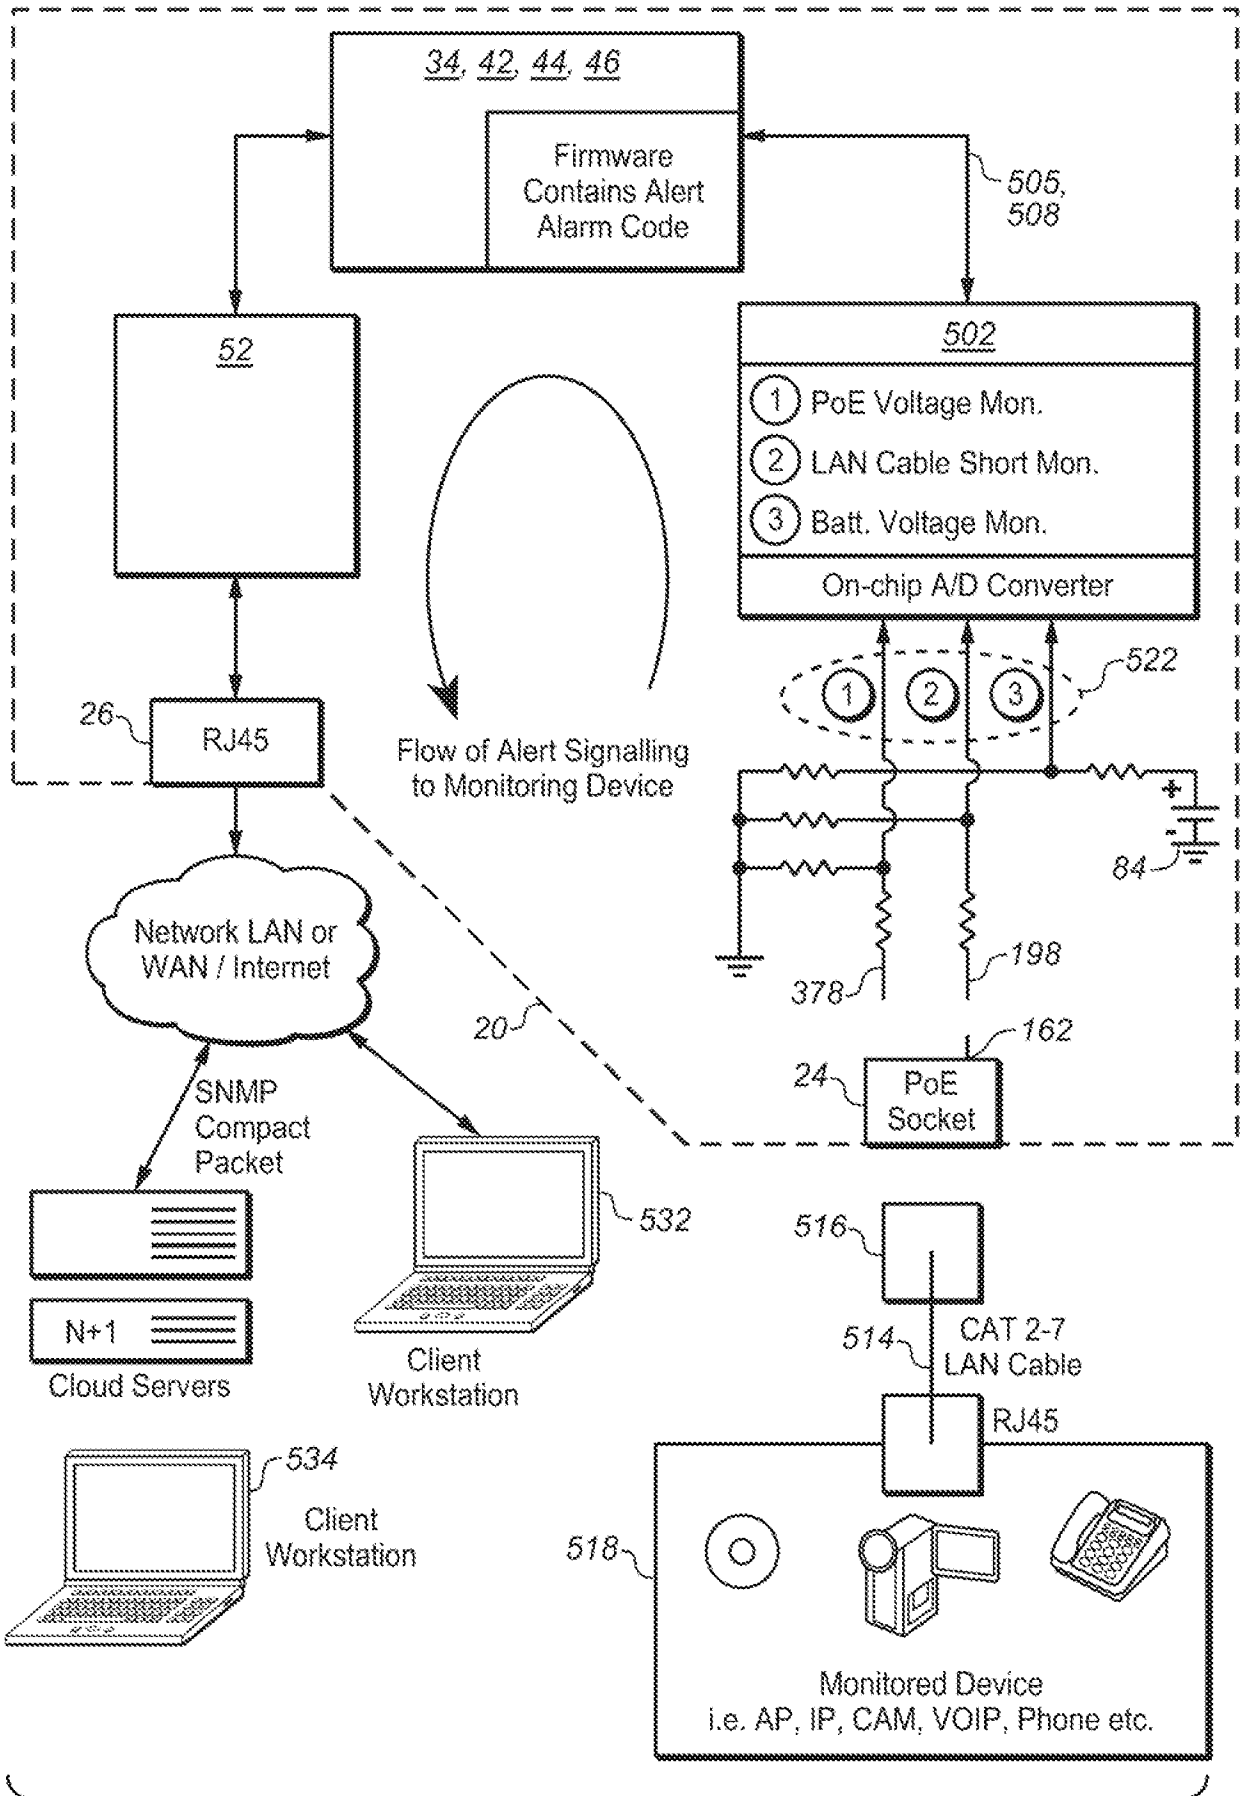 34, 42, 44, 46
Firmware
Contains Alert
Alarm Code
505,
508
52
502
1 PoE Voltage Mon.
2 LAN Cable Short Mon.
3 Batt. Voltage Mon.
On-chip A/D Converter
522
1 2 3
26
RJ45
Flow of Alert Signalling
to Monitoring Device
+
-
84
Network LAN or
WAN / Internet
378
198
20
162
24
PoE
Socket
SNMP
Compact
Packet
532
516
N+1
Cloud Servers
Client
Workstation
514
CAT 2-7
LAN Cable
RJ45
534
Client
Workstation
518
Monitored Device
i.e. AP, IP, CAM, VOIP, Phone etc.